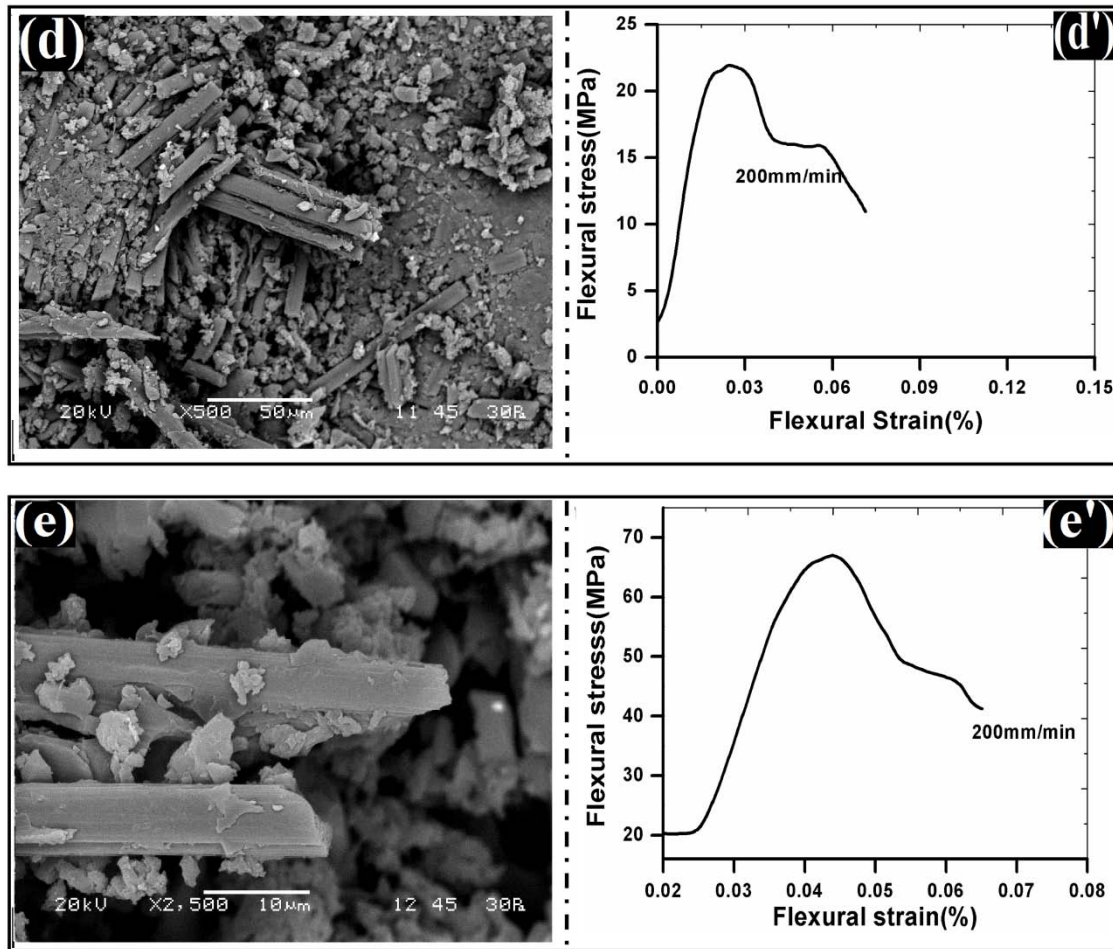 (d)
20kV X500 50µm 11 45 30
(d')
Flexural stress(MPa)
25
20
15
10
5
0
200mm/min
0.00 0.03 0.06 0.09 0.12 0.15
Flexural Strain(%)
(e)
20kV X2,500 10µm 12 45 30
(e')
Flexural stresss(MPa)
70
60
50
40
30
20
200mm/min
0.02 0.03 0.04 0.05 0.06 0.07 0.08
Flexural strain(%)